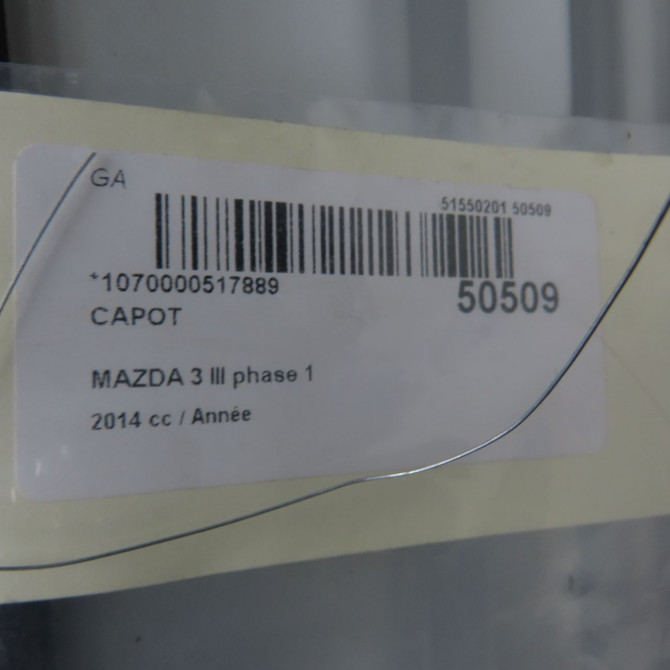 GA
51550201 50509
*1070000517889
50509
CAPOT
MAZDA 3 III phase 1
2014 cc / Année